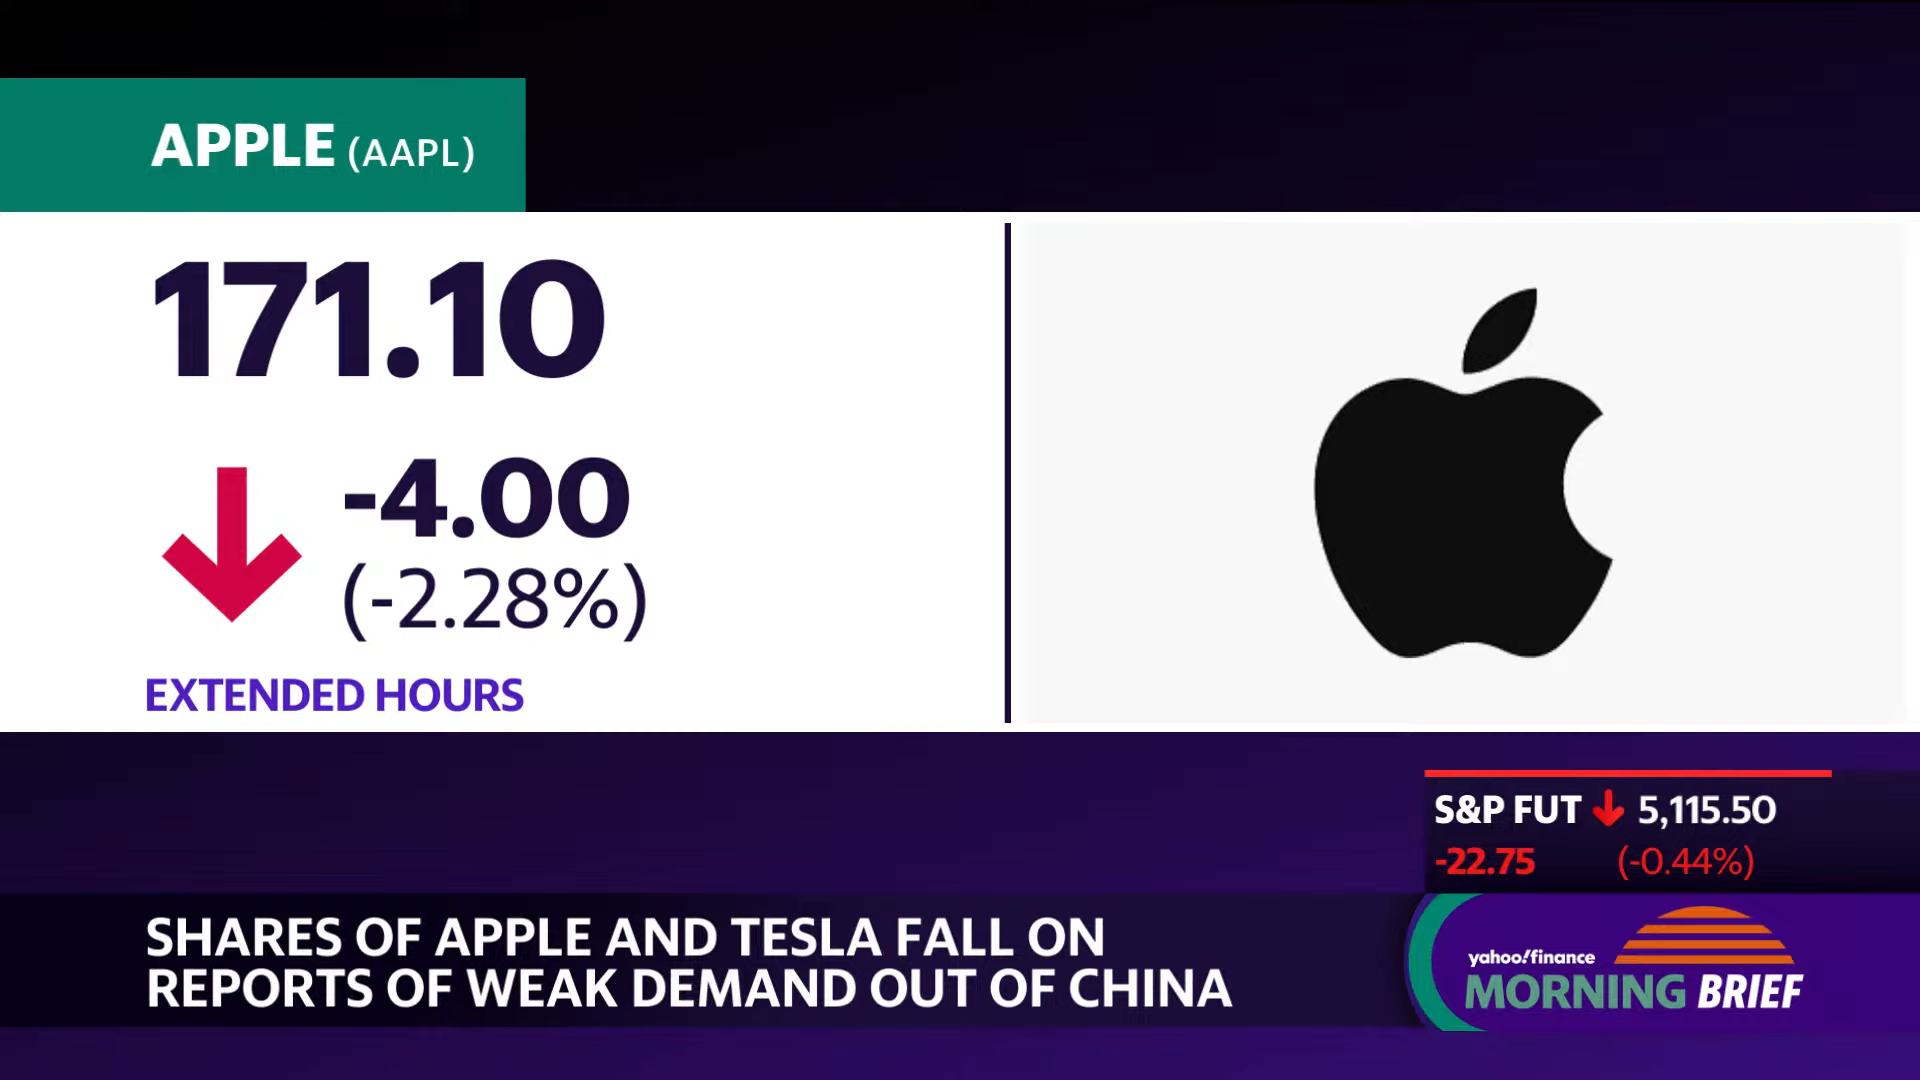 APPLE (AAPL)
171.10
-4.00
(-2.28%)
EXTENDED HOURS
S&P FUT 5,115.50
-22.75 (-0.44%)
SHARES OF APPLE AND TESLA FALL ON
REPORTS OF WEAK DEMAND OUT OF CHINA
yahoo!finance
MORNING BRIEF